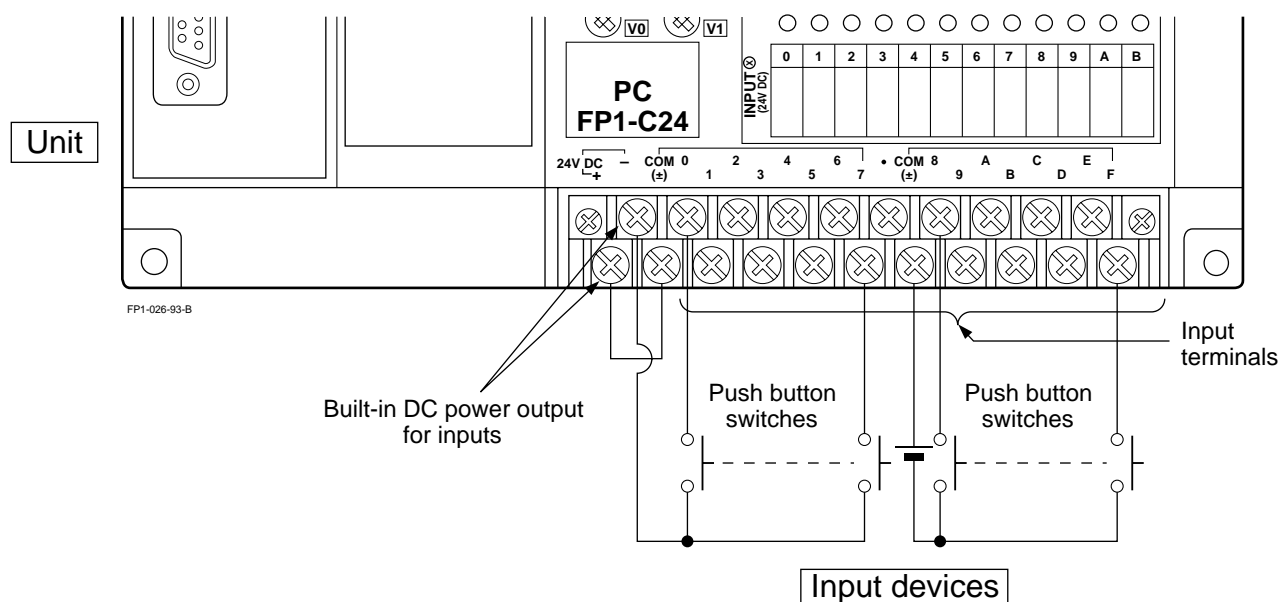 V0 V1
INPUT
(24V DC)
0 1 2 3 4 5 6 7 8 9 A B
PC
FP1-C24
Unit
24V DC − COM 0 2 4 6 • COM 8 A C E
+ (±) 1 3 5 7 (±) 9 B D F
FP1-026-93-B
Input
terminals
Built-in DC power output
for inputs
Push button
switches
Push button
switches
Input devices